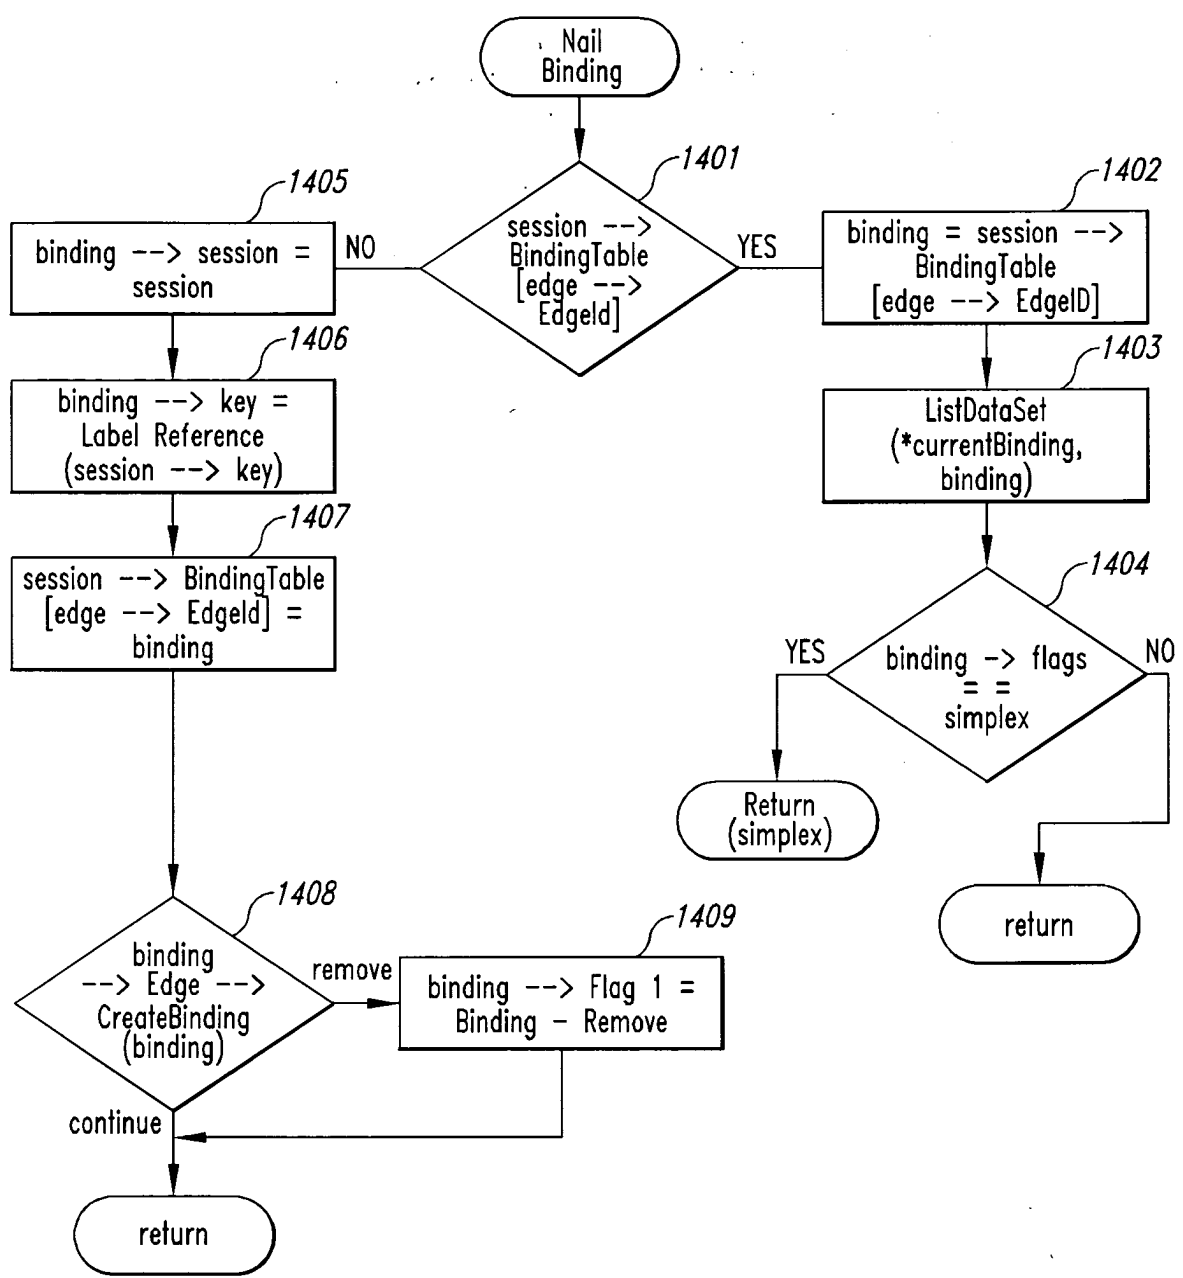 Nail
Binding
1401
session -->
BindingTable
[edge -->
EdgeId]
NO
YES
1405
binding --> session =
session
1406
binding --> key =
Label Reference
(session --> key)
1407
session --> BindingTable
[edge --> EdgeId] =
binding
1408
binding
--> Edge -->
CreateBinding
(binding)
remove
continue
1409
binding --> Flag 1 =
Binding - Remove
return
1402
binding = session -->
BindingTable
[edge --> EdgeID]
1403
ListDataSet
(*currentBinding,
binding)
1404
binding -> flags
= =
simplex
YES
NO
Return
(simplex)
return